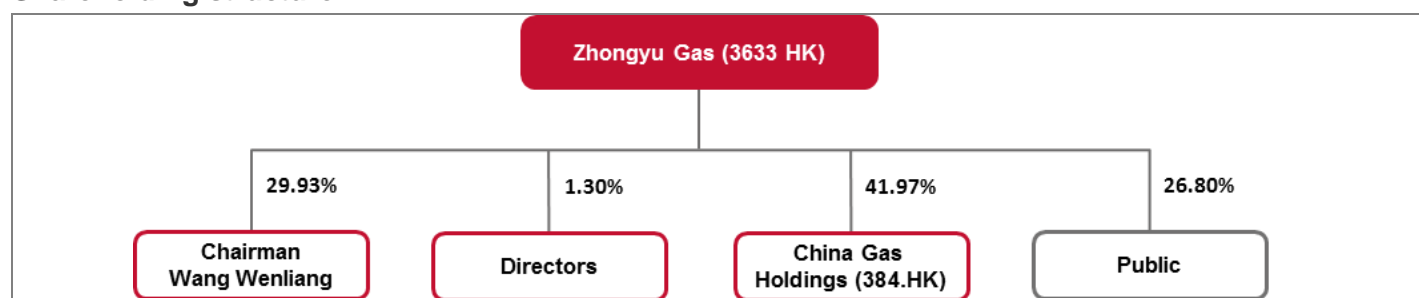 Zhongyu Gas (3633 HK)
29.93%
1.30%
41.97%
26.80%
Chairman
Wang Wenliang
Directors
China Gas
Holdings (384.HK)
Public